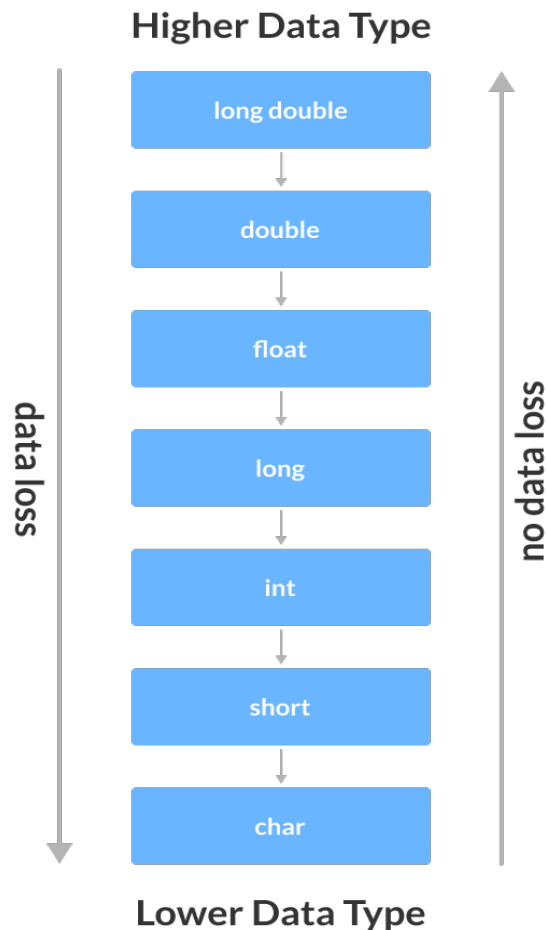 Higher Data Type
long double
double
float
long
int
short
char
data loss
no data loss
Lower Data Type